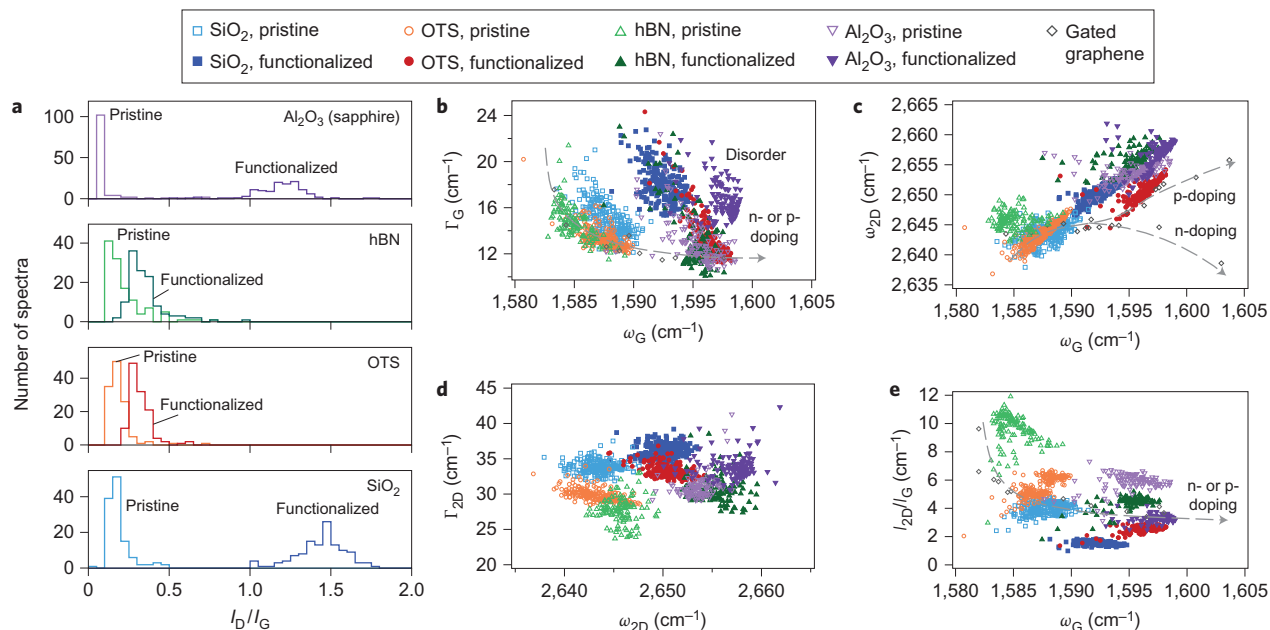 SiO2, pristine
OTS, pristine
hBN, pristine
Al2O3, pristine
Gated graphene
SiO2, functionalized
OTS, functionalized
hBN, functionalized
Al2O3, functionalized
a
Number of spectra
100
50
0
Pristine
Al2O3 (sapphire)
Functionalized
40
20
0
Pristine
hBN
Functionalized
40
20
0
Pristine
OTS
Functionalized
40
20
0
Pristine
SiO2
Functionalized
0 0.5 1.0 1.5 2.0
ID/IG
b
ΓG (cm−1)
24
20
16
12
Disorder
n- or p-
doping
1,580 1,585 1,590 1,595 1,600 1,605
ωG (cm−1)
c
ω2D (cm−1)
2,665
2,660
2,655
2,650
2,645
2,640
2,635
p-doping
n-doping
1,580 1,585 1,590 1,595 1,600 1,605
ωG (cm−1)
d
Γ2D (cm−1)
45
40
35
30
25
20
2,640 2,650 2,660
ω2D (cm−1)
e
I2D/IG (cm−1)
12
10
8
6
4
2
0
n- or p-
doping
1,580 1,585 1,590 1,595 1,600 1,605
ωG (cm−1)